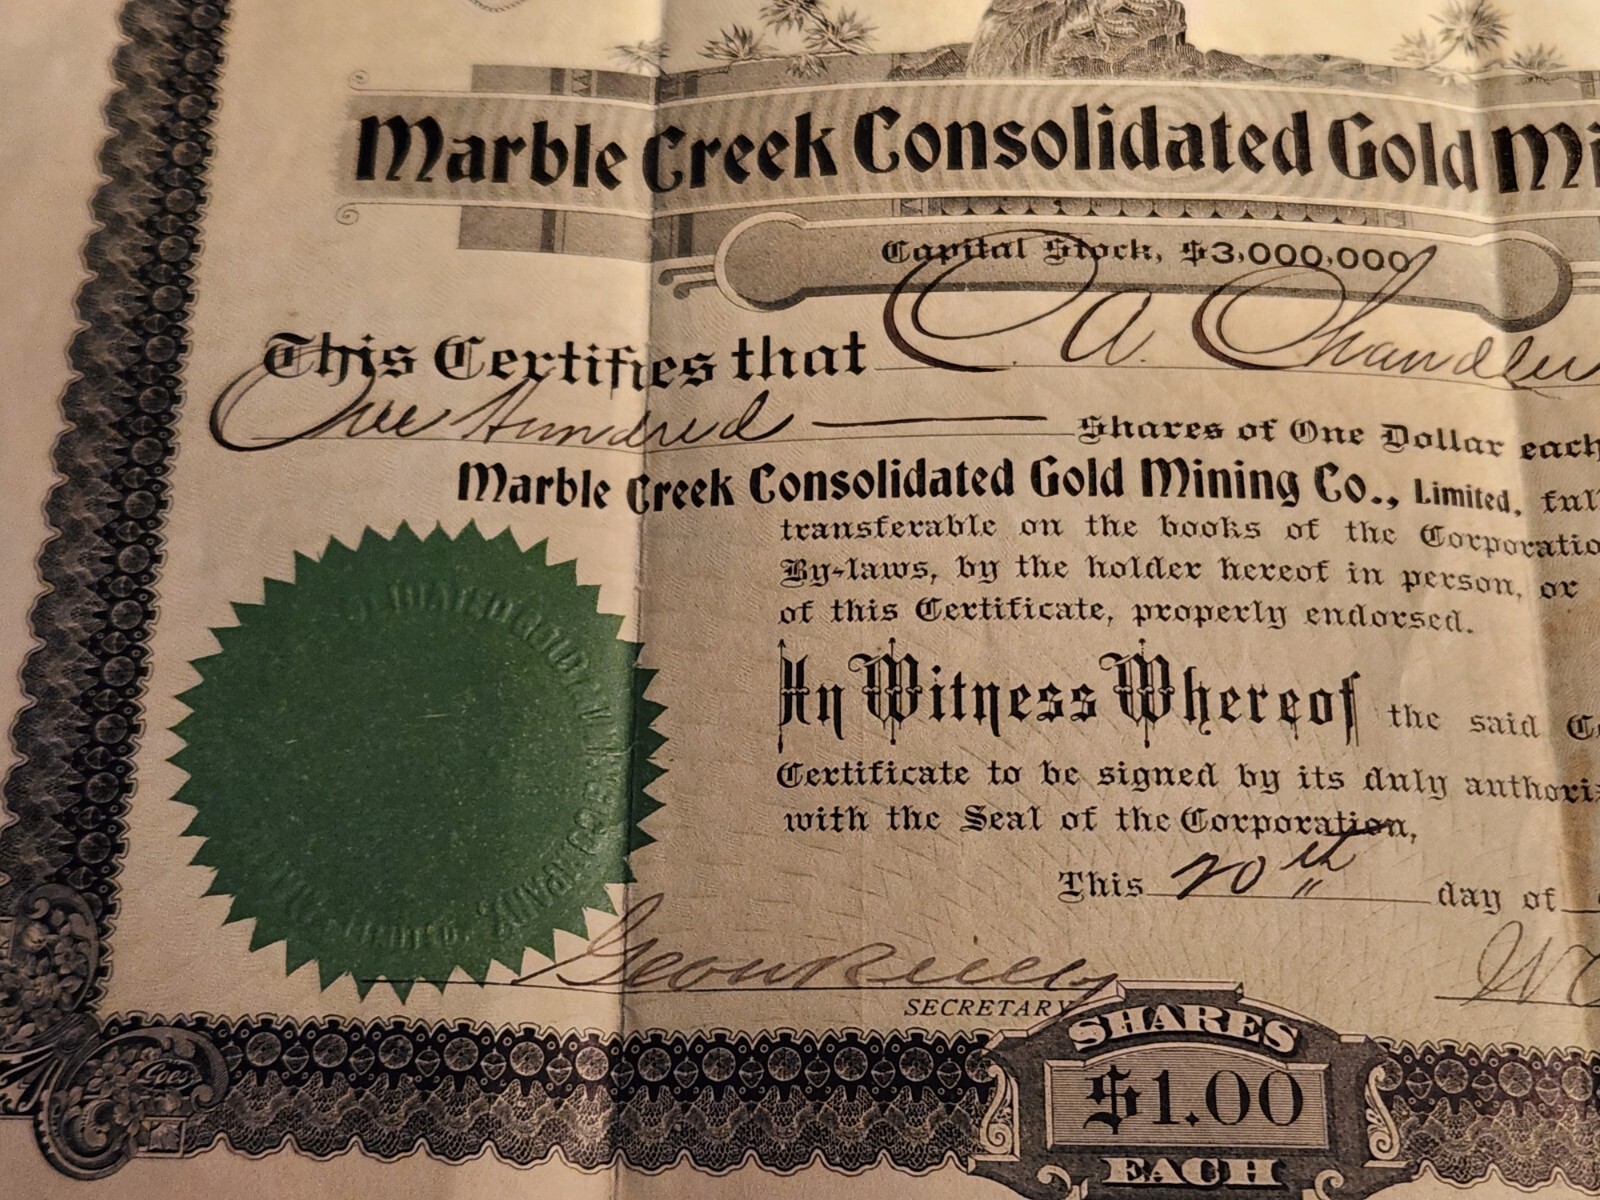 Marble Creek Consolidated Gold Mi
Capital Stock, $3,000,000
This Certifies that C. A. Chandler
One Hundred Shares of One Dollar each
Marble Creek Consolidated Gold Mining Co., Limited, full
transferable on the books of the Corporatio
By-laws, by the holder hereof in person, or
of this Certificate, properly endorsed.
In Witness Whereof the said Co
Certificate to be signed by its duly authoriz
with the Seal of the Corporation,
This 20th day of
SECRETARY
SHARES
$1.00
EACH
Goes